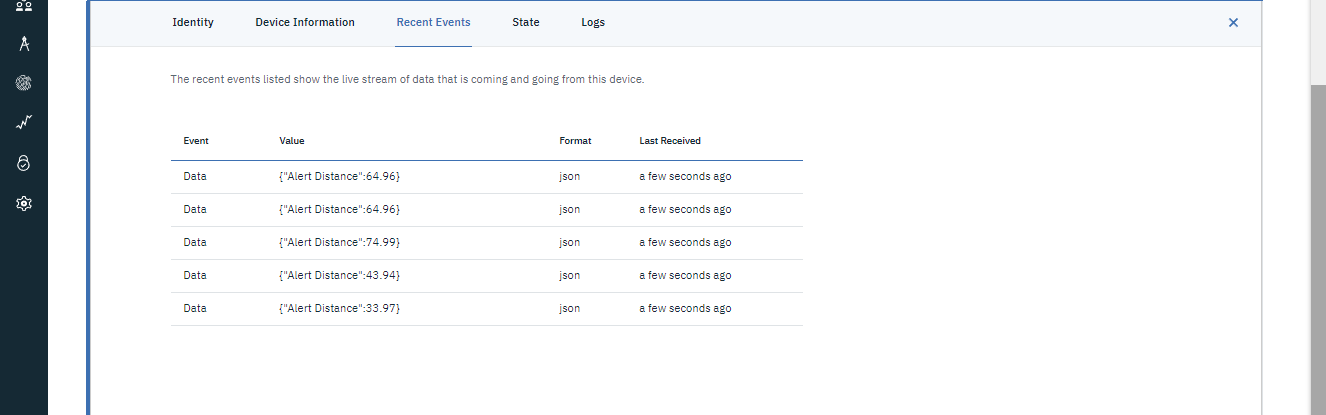 Identity Device Information Recent Events State Logs
The recent events listed show the live stream of data that is coming and going from this device.
Event Value Format Last Received
Data {"Alert Distance":64.96} json a few seconds ago
Data {"Alert Distance":64.96} json a few seconds ago
Data {"Alert Distance":74.99} json a few seconds ago
Data {"Alert Distance":43.94} json a few seconds ago
Data {"Alert Distance":33.97} json a few seconds ago